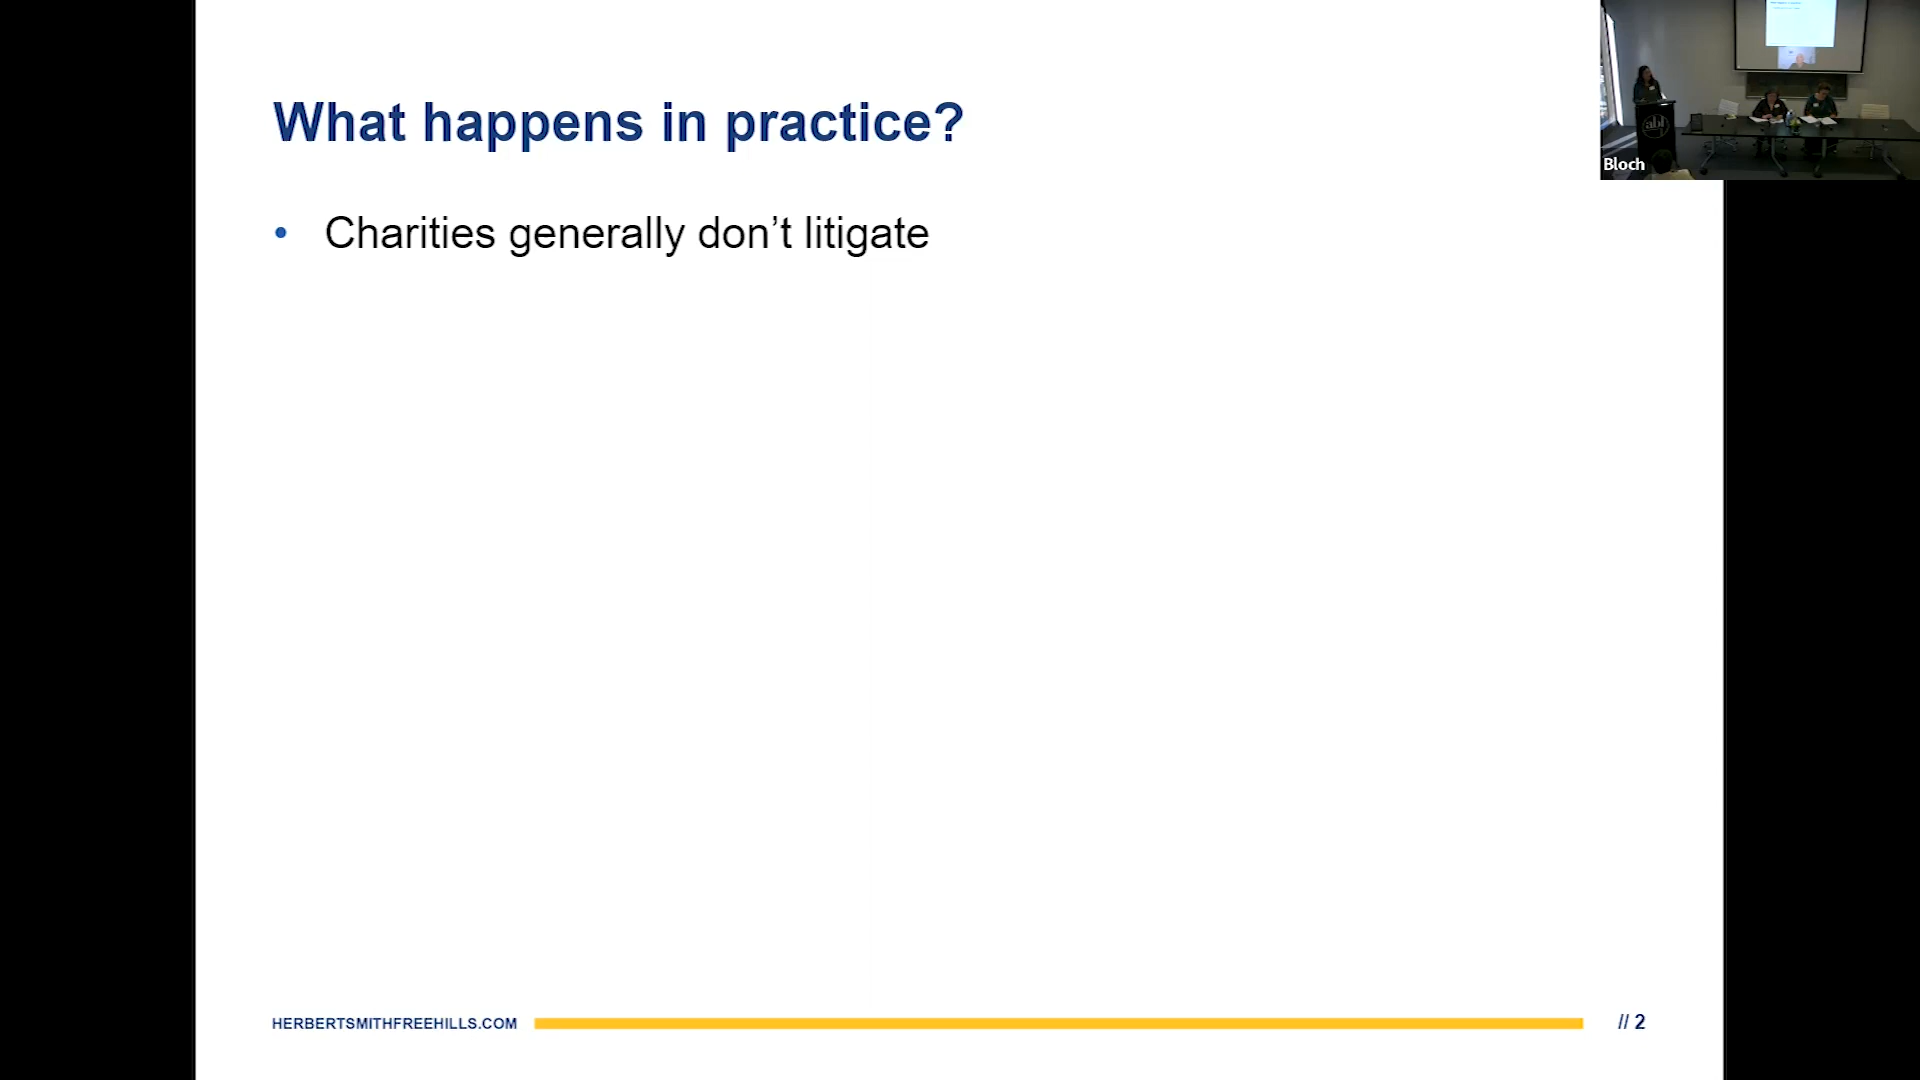 What happens in practice?
• Charities generally don’t litigate
Bloch
HERBERTSMITHFREEHILLS.COM
// 2